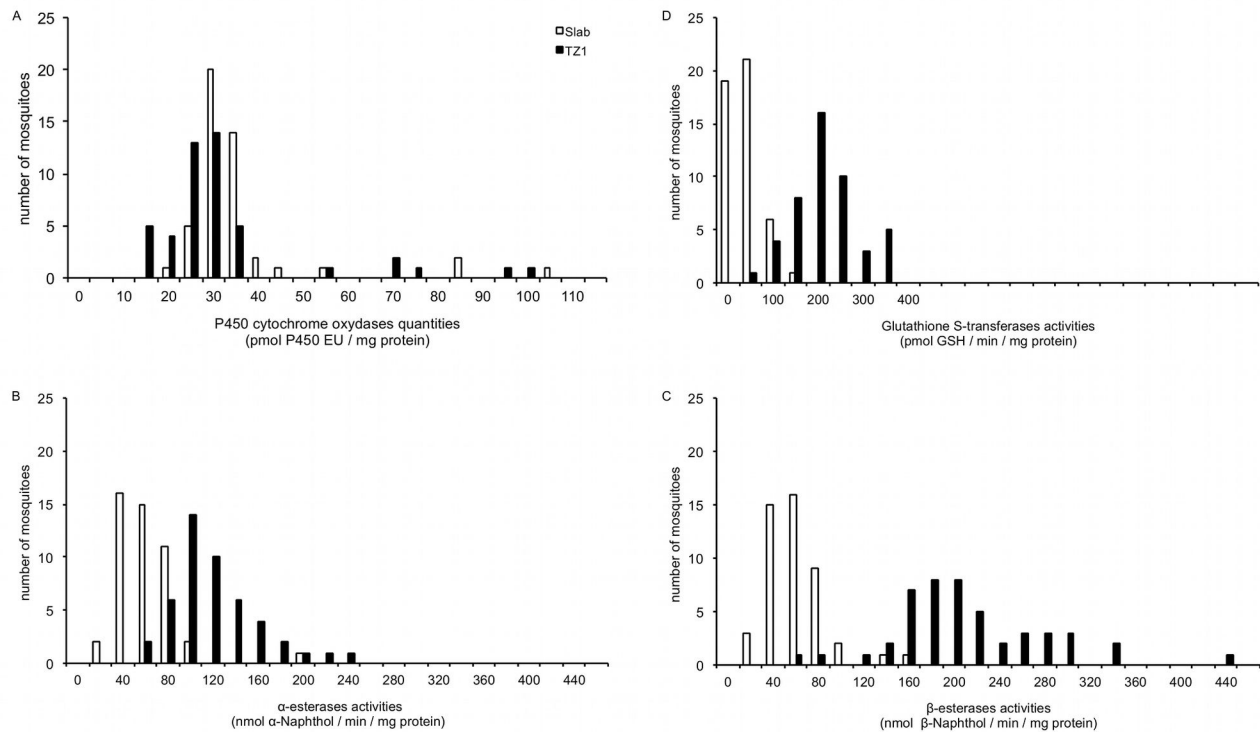 A
25
20
15
10
5
0
number of mosquitoes
Slab
TZ1
0 10 20 30 40 50 60 70 80 90 100 110
P450 cytochrome oxydases quantities
(pmol P450 EU / mg protein)
D
25
20
15
10
5
0
number of mosquitoes
0 100 200 300 400
Glutathione S-transferases activities
(pmol GSH / min / mg protein)
B
25
20
15
10
5
0
number of mosquitoes
0 40 80 120 160 200 240 280 320 360 400 440
α-esterases activities
(nmol α-Naphthol / min / mg protein)
C
25
20
15
10
5
0
number of mosquitoes
0 40 80 120 160 200 240 280 320 360 400 440
β-esterases activities
(nmol β-Naphthol / min / mg protein)